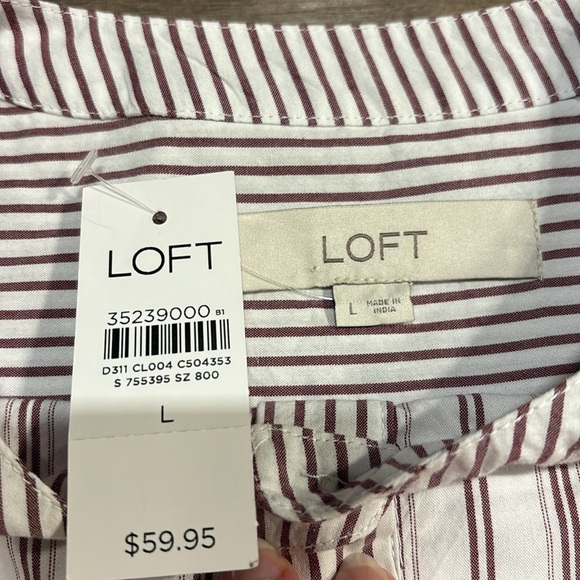 LOFT
35239000 B1
D311 CL004 C504353
S 755395 SZ 800
L
$59.95
LOFT
L
MADE IN
INDIA